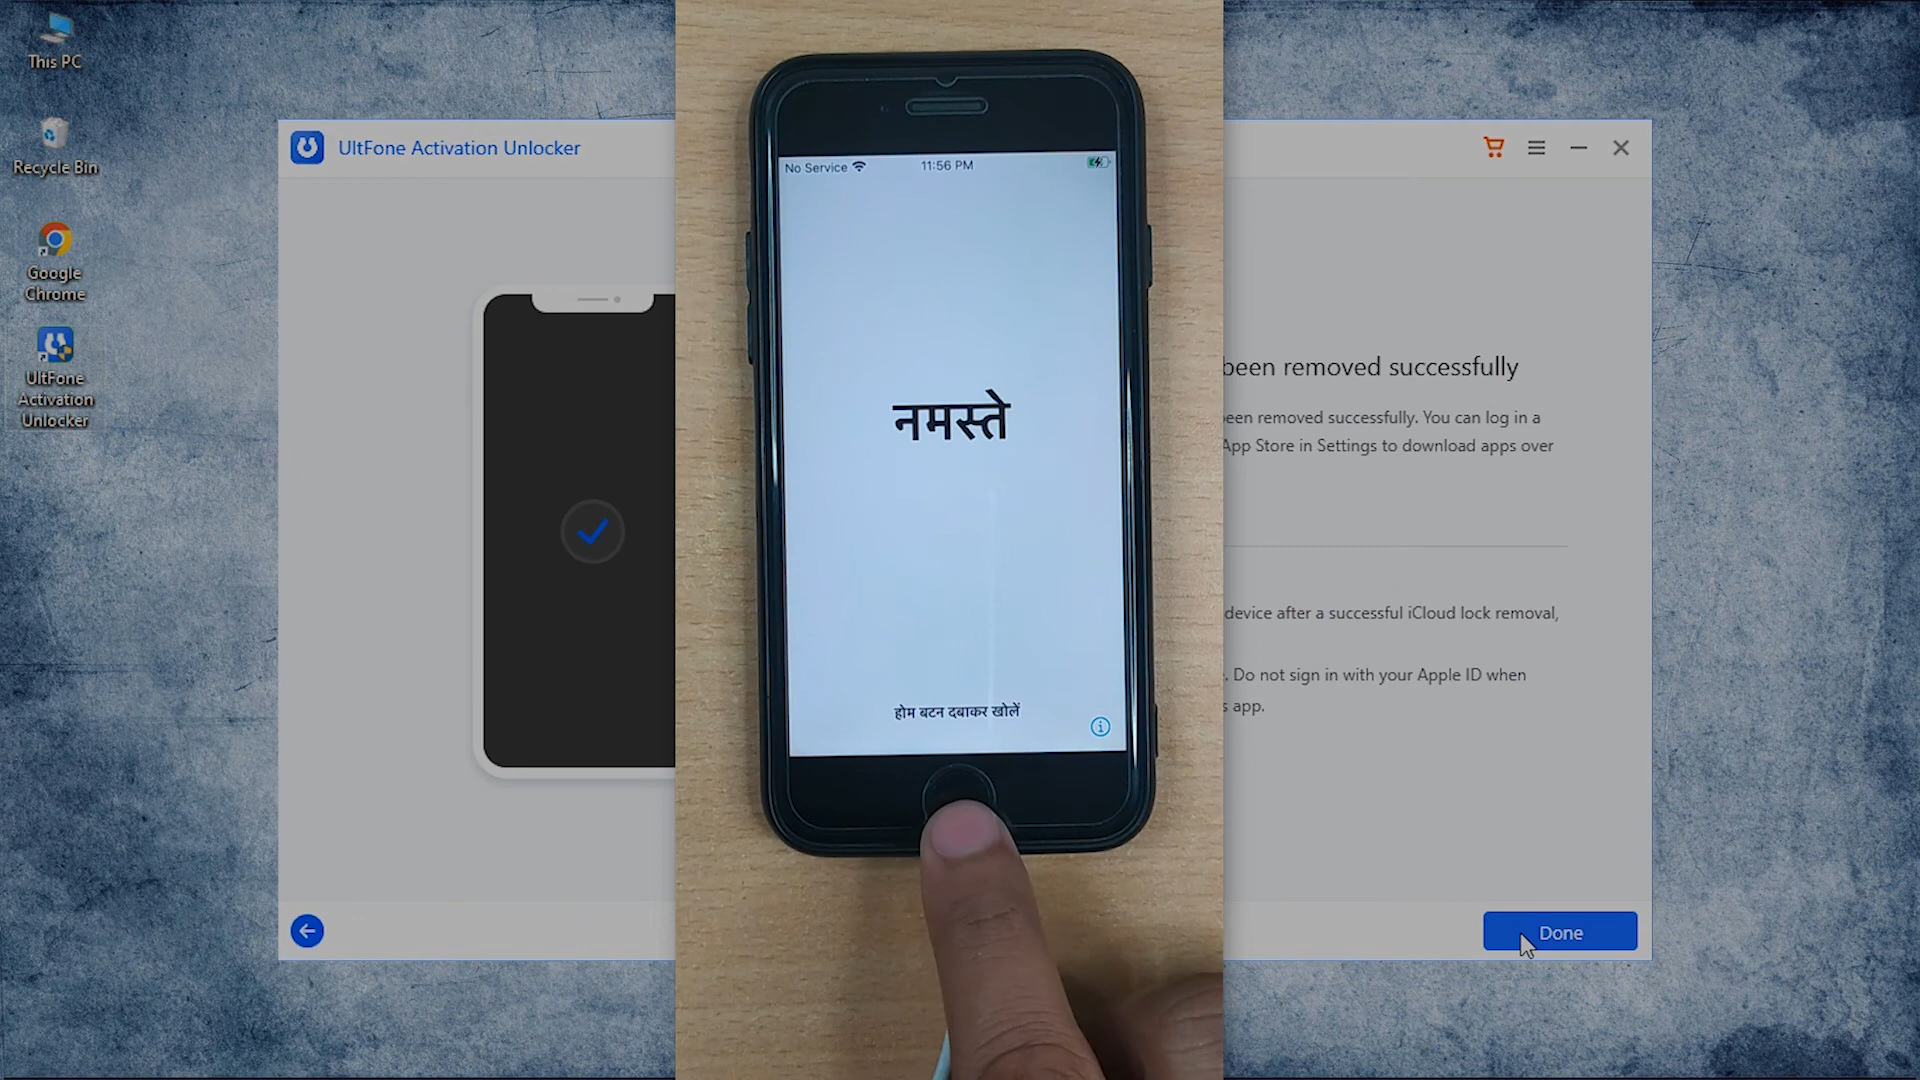 This PC
Recycle Bin
Google
Chrome
UltFone
Activation
Unlocker
UltFone Activation Unlocker
No Service
11:56 PM
नमस्ते
होम बटन दबाकर खोलें
been removed successfully
been removed successfully. You can log in a
App Store in Settings to download apps over
device after a successful iCloud lock removal,
. Do not sign in with your Apple ID when
s app.
Done